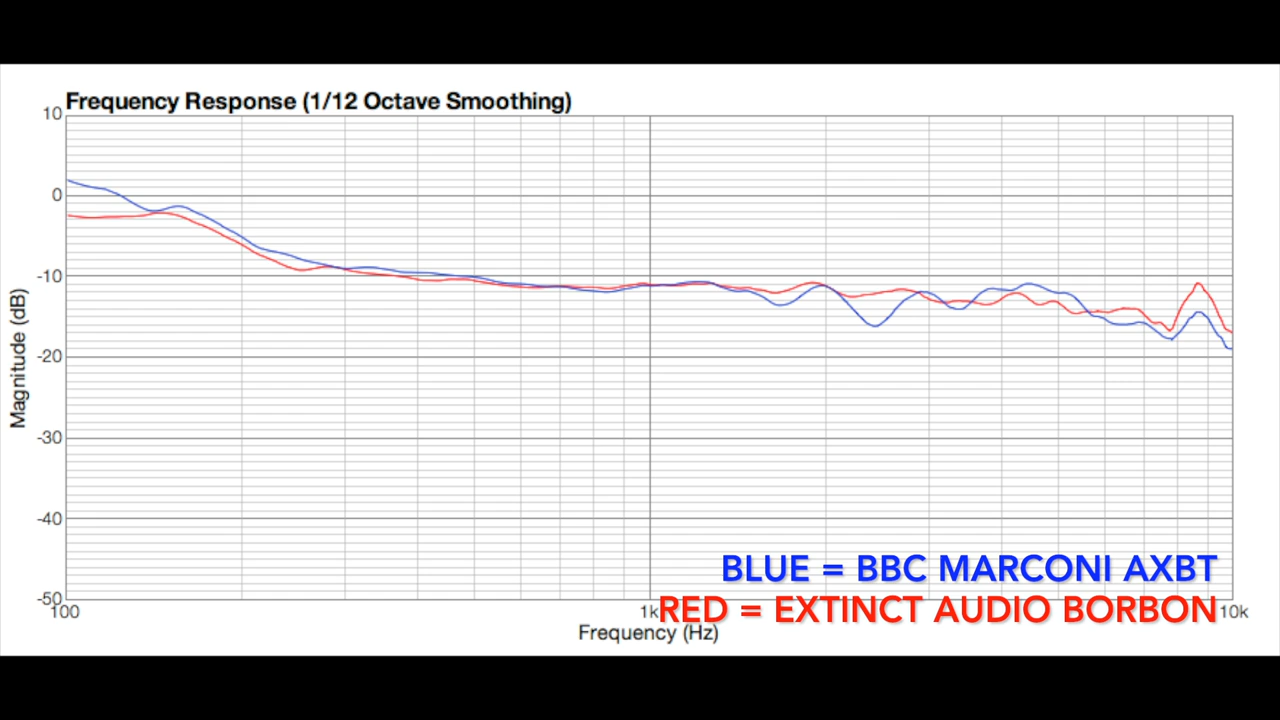 Frequency Response (1/12 Octave Smoothing)
10
0
-10
-20
-30
-40
-50
Magnitude (dB)
BLUE = BBC MARCONI AXBT
RED = EXTINCT AUDIO BORBON
100
1k
10k
Frequency (Hz)